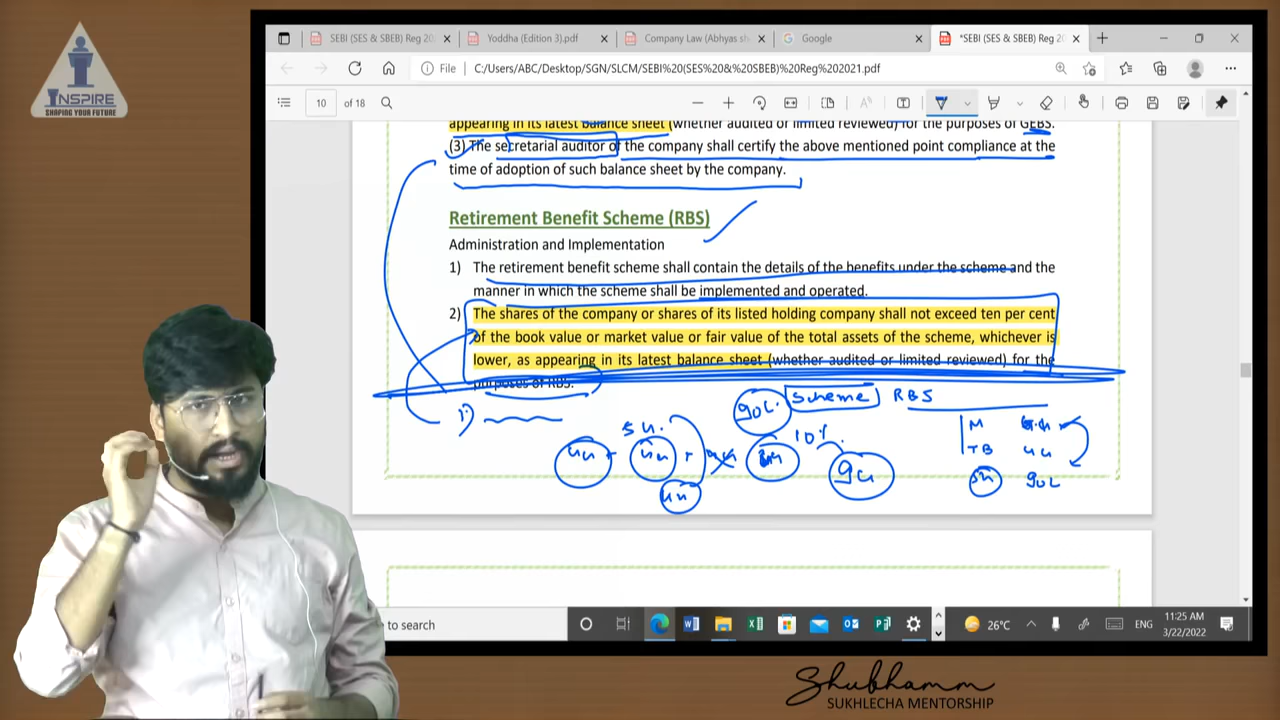 INSPIRE
SHAPING YOUR FUTURE
SEBI (SES & SBEB) Reg 20
Yoddha (Edition 3).pdf
Company Law (Abhyas sh
Google
*SEBI (SES & SBEB) Reg 2
File
C:/Users/ABC/Desktop/SGN/SLCM/SEBI%20(SES%20&%20SBEB)%20Reg%202021.pdf
10 of 18
appearing in its latest balance sheet (whether audited or limited reviewed) for the purposes of GEBS.
(3) The secretarial auditor of the company shall certify the above mentioned point compliance at the
time of adoption of such balance sheet by the company.
Retirement Benefit Scheme (RBS)
Administration and Implementation
1) The retirement benefit scheme shall contain the details of the benefits under the scheme and the
manner in which the scheme shall be implemented and operated.
2) The shares of the company or shares of its listed holding company shall not exceed ten per cent
of the book value or market value or fair value of the total assets of the scheme, whichever is
lower, as appearing in its latest balance sheet (whether audited or limited reviewed) for the
purposes of RBS.
90L Scheme RBS
10%
to search
26°C
ENG
11:25 AM
3/22/2022
Shubhamm
SUKHLECHA MENTORSHIP